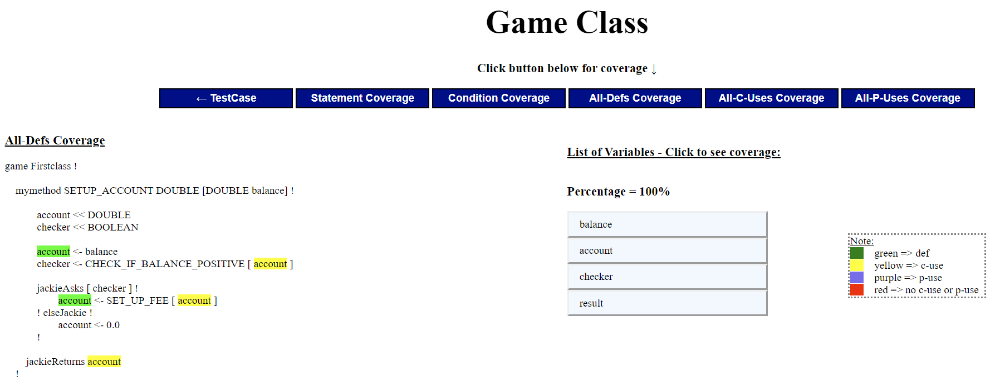 Game Class
Click button below for coverage ↓
← TestCase
Statement Coverage
Condition Coverage
All-Defs Coverage
All-C-Uses Coverage
All-P-Uses Coverage
All-Defs Coverage
game Firstclass !
mymethod SETUP_ACCOUNT DOUBLE [DOUBLE balance] !
account << DOUBLE
checker << BOOLEAN
account <- balance
checker <- CHECK_IF_BALANCE_POSITIVE [ account ]
jackieAsks [ checker ] !
account <- SET_UP_FEE [ account ]
! elseJackie !
account <- 0.0
!
jackieReturns account
!
List of Variables - Click to see coverage:
Percentage = 100%
balance
account
checker
result
Note:
green => def
yellow => c-use
purple => p-use
red => no c-use or p-use